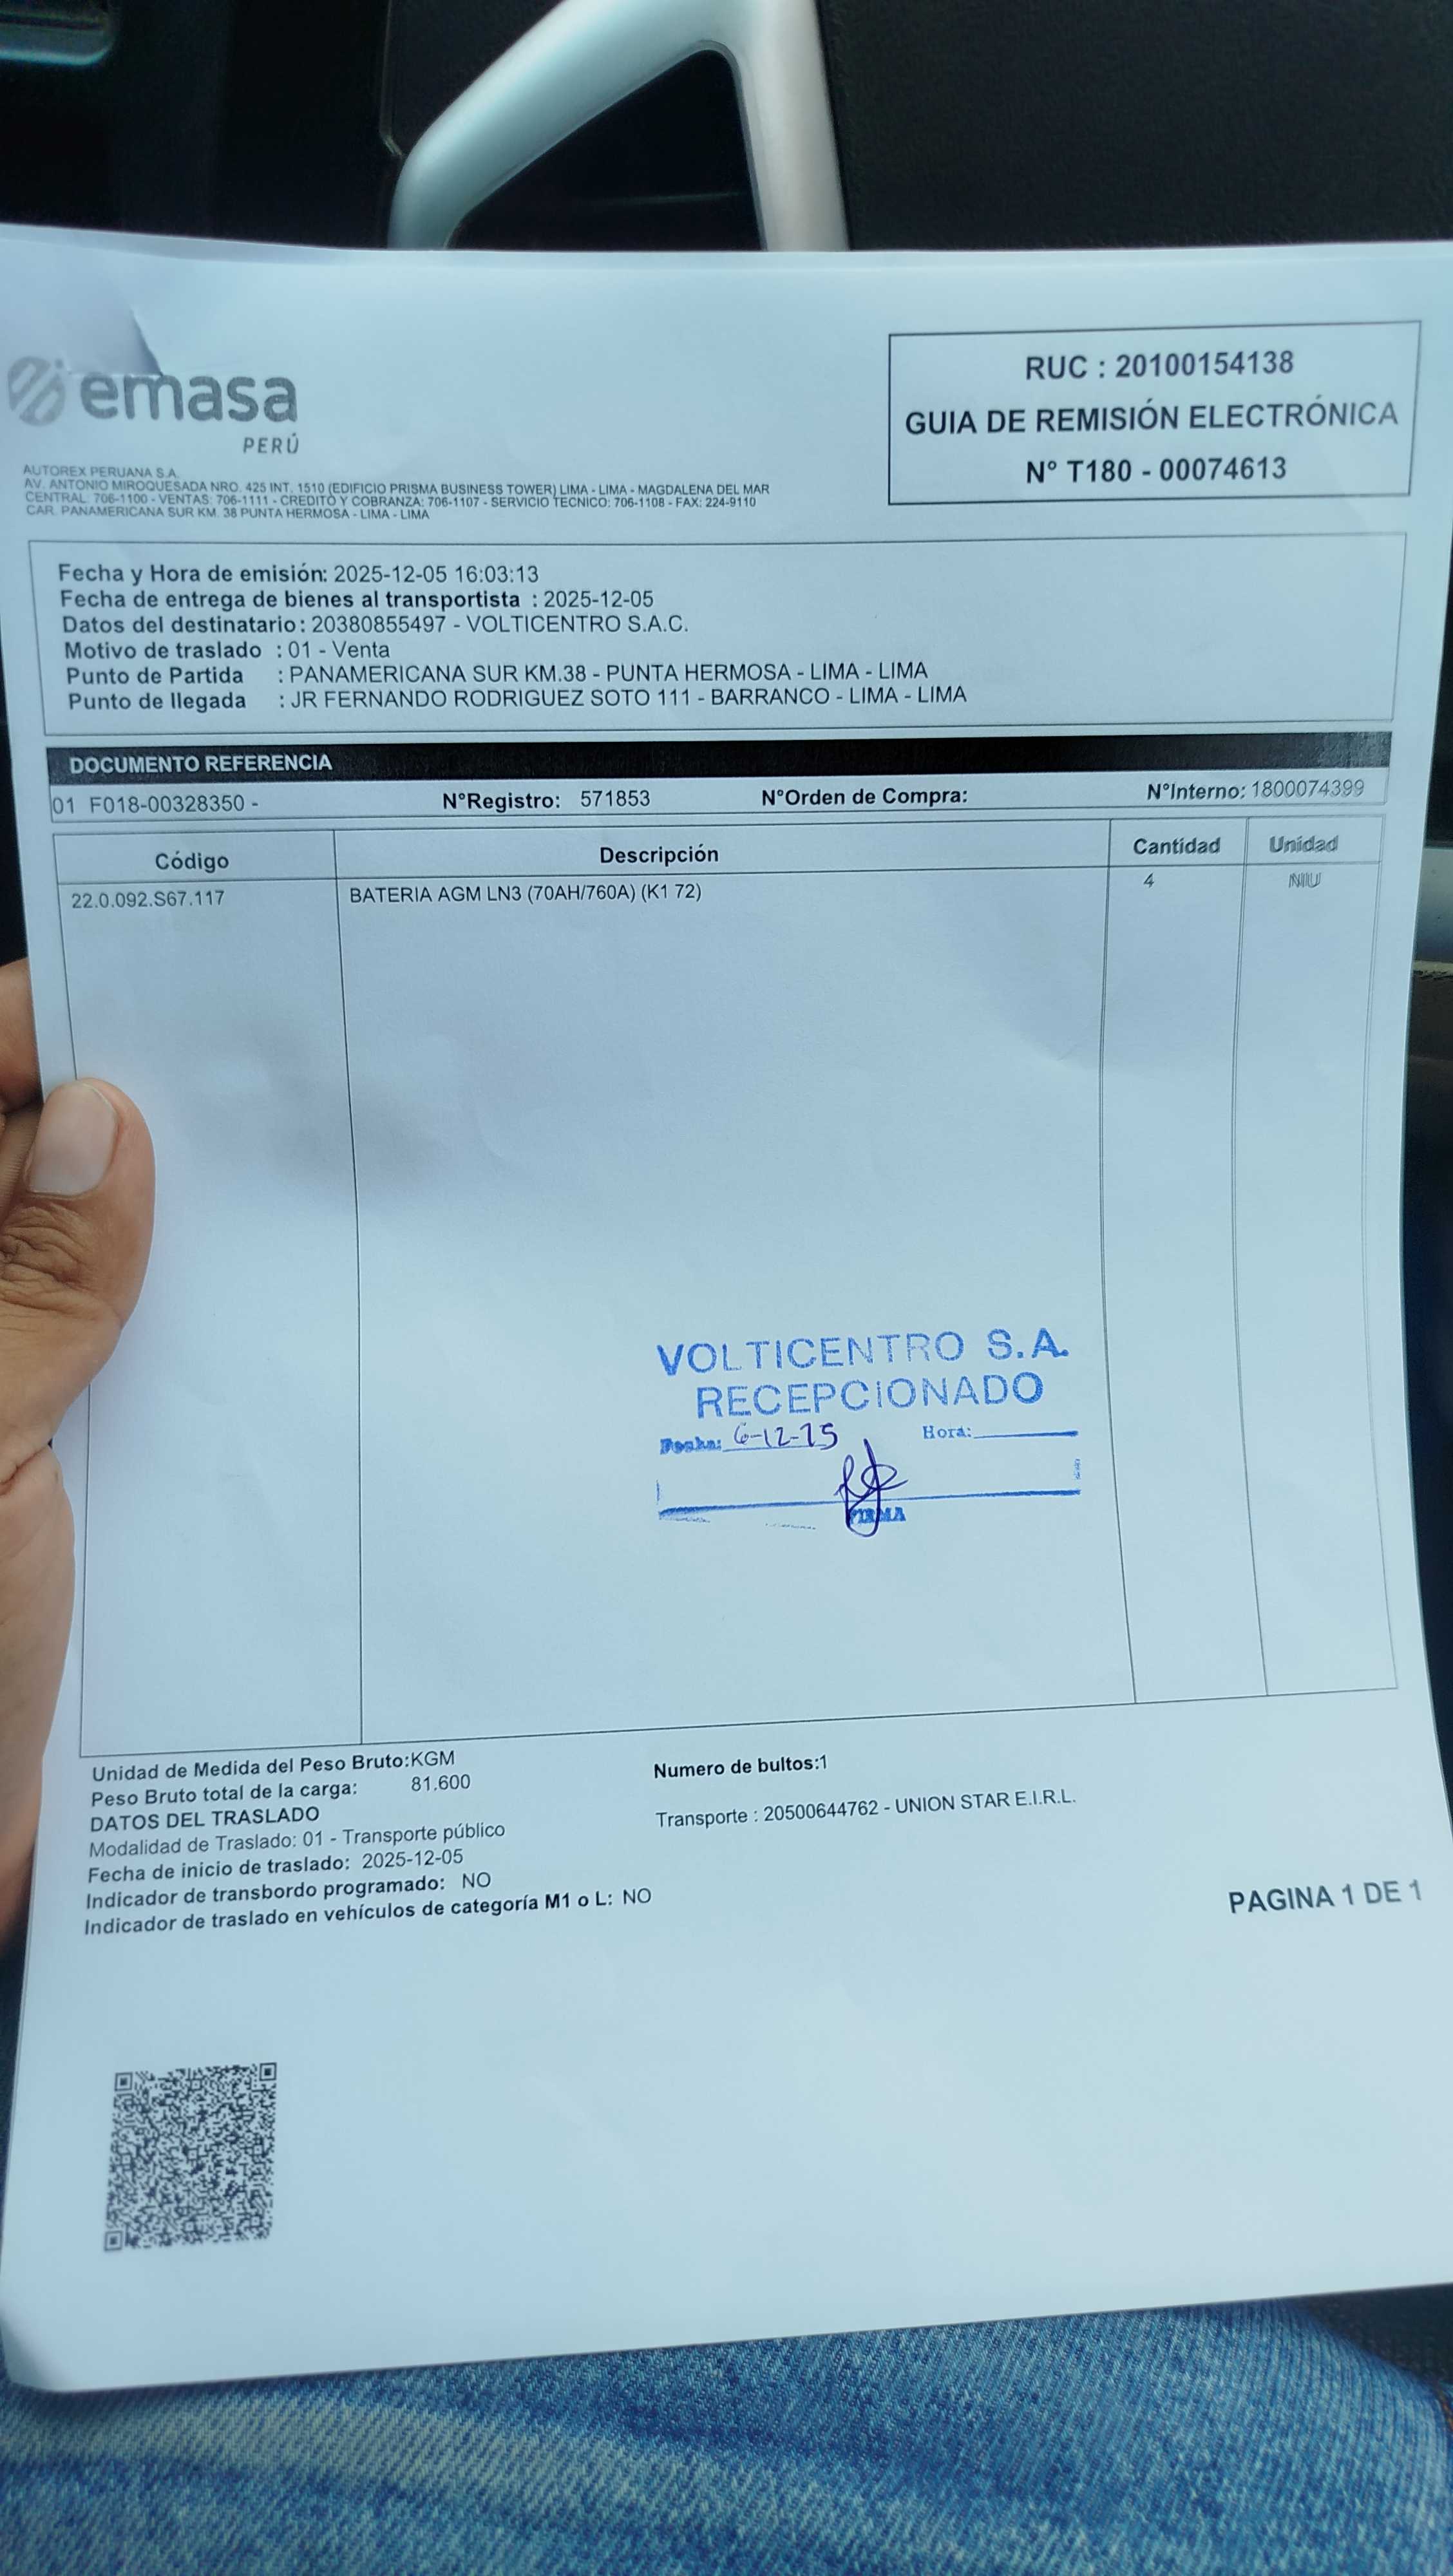 emasa
PERÚ
AUTOREX PERUANA S.A.
AV. ANTONIO MIROQUESADA NRO. 425 INT. 1510 (EDIFICIO PRISMA BUSINESS TOWER) LIMA - LIMA - MAGDALENA DEL MAR
CENTRAL: 706-1100 - VENTAS: 706-1111 - CREDITO Y COBRANZA: 706-1107 - SERVICIO TECNICO: 706-1108 - FAX: 224-9110
CAR. PANAMERICANA SUR KM. 38 PUNTA HERMOSA - LIMA - LIMA
RUC : 20100154138
GUIA DE REMISIÓN ELECTRÓNICA
N° T180 - 00074613
Fecha y Hora de emisión: 2025-12-05 16:03:13
Fecha de entrega de bienes al transportista : 2025-12-05
Datos del destinatario: 20380855497 - VOLTICENTRO S.A.C.
Motivo de traslado : 01 - Venta
Punto de Partida : PANAMERICANA SUR KM.38 - PUNTA HERMOSA - LIMA - LIMA
Punto de llegada : JR FERNANDO RODRIGUEZ SOTO 111 - BARRANCO - LIMA - LIMA
DOCUMENTO REFERENCIA
01 F018-00328350 - N°Registro: 571853 N°Orden de Compra: N°Interno: 1800074399
Código Descripción Cantidad Unidad
22.0.092.S67.117 BATERIA AGM LN3 (70AH/760A) (K1 72) 4 NIU
VOLTICENTRO S.A.
RECEPCIONADO
Fecha: 6-12-25 Hora:
FIRMA
Unidad de Medida del Peso Bruto:KGM
Peso Bruto total de la carga: 81.600
Numero de bultos:1
DATOS DEL TRASLADO
Modalidad de Traslado: 01 - Transporte público
Transporte : 20500644762 - UNION STAR E.I.R.L.
Fecha de inicio de traslado: 2025-12-05
Indicador de transbordo programado: NO
Indicador de traslado en vehículos de categoría M1 o L: NO
PAGINA 1 DE 1